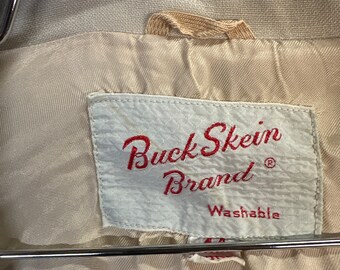 Buck Skein
Brand ®
Washable